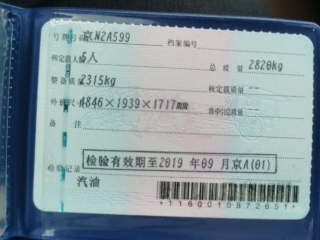 号牌号码 京N2A599 档案编号
核定载人数 5人 总质量 2820kg
整备质量 2315kg 核定载质量 --
外廓尺寸 4846×1939×1717mm 准牵引总质量 --
备注
检验记录 检验有效期至2019 年 09 月京A(01)
汽油